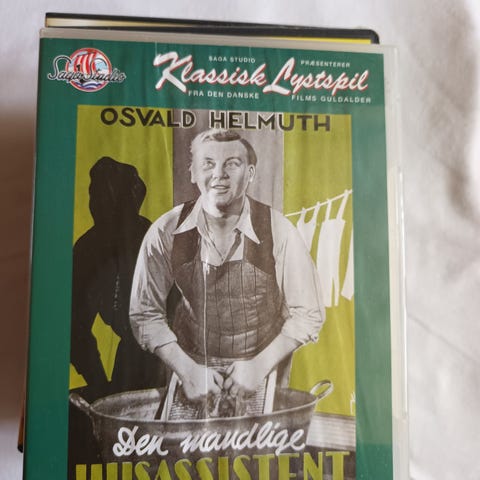 Saga studio
SAGA STUDIO PRÆSENTERER
Klassisk Lystspil
FRA DEN DANSKE FILMS GULDALDER
OSVALD HELMUTH
Den mandlige
HUSASSISTENT